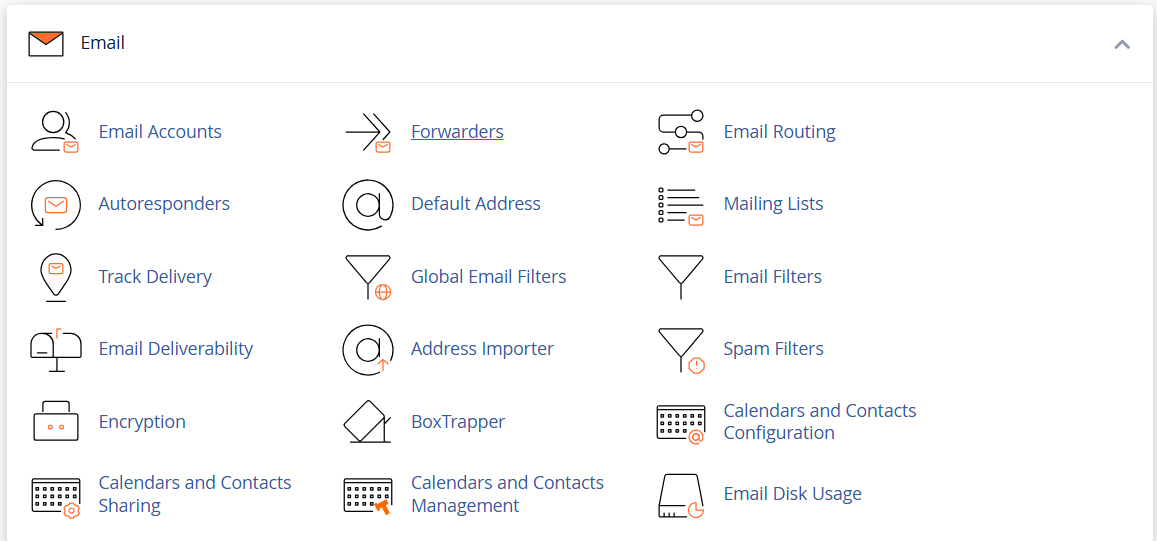 Email
Email Accounts
Forwarders
Email Routing
Autoresponders
Default Address
Mailing Lists
Track Delivery
Global Email Filters
Email Filters
Email Deliverability
Address Importer
Spam Filters
Encryption
BoxTrapper
Calendars and Contacts
Configuration
Calendars and Contacts
Sharing
Calendars and Contacts
Management
Email Disk Usage